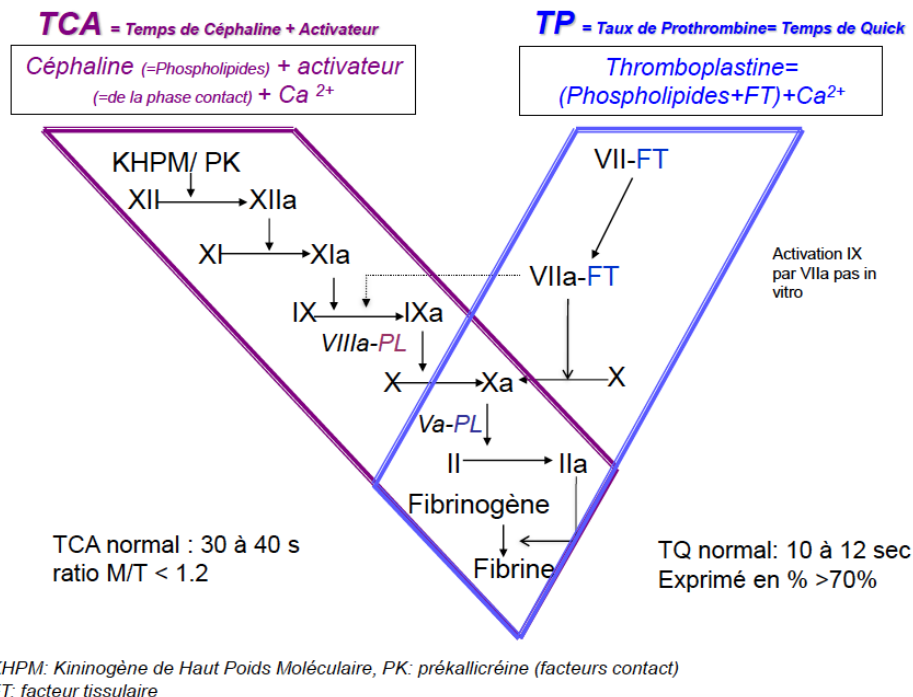 TCA = Temps de Céphaline + Activateur
TP = Taux de Prothrombine= Temps de Quick
Céphaline (=Phospholipides) + activateur
(=de la phase contact) + Ca 2+
Thromboplastine=
(Phospholipides+FT)+Ca2+
KHPM/ PK
VII-FT
XII XIIa
XI XIa
VIIa-FT
Activation IX
par VIIa pas in
vitro
IX IXa
VIIIa-PL
X Xa X
Va-PL
II IIa
Fibrinogène
Fibrine
TCA normal : 30 à 40 s
ratio M/T < 1.2
TQ normal: 10 à 12 sec
Exprimé en % >70%
KHPM: Kininogène de Haut Poids Moléculaire, PK: prékallicréine (facteurs contact)
FT: facteur tissulaire